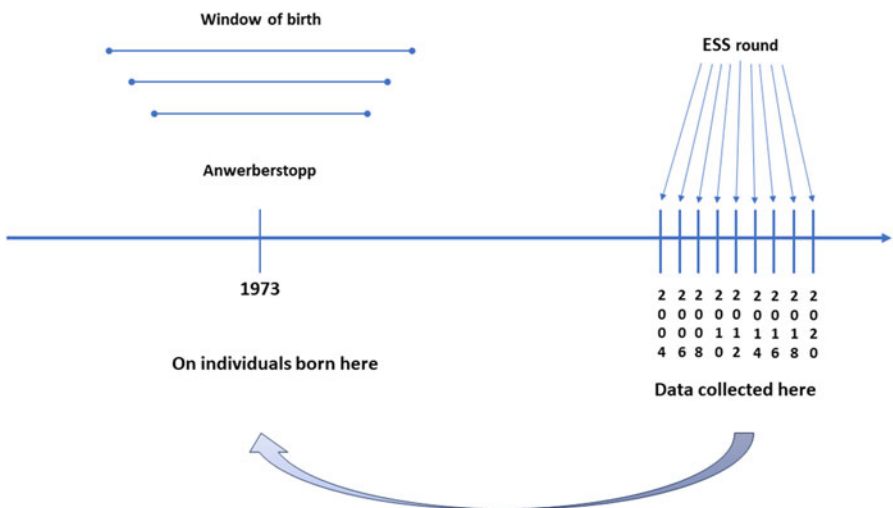 Window of birth
ESS round
Anwerberstopp
1973
2004
2006
2008
2010
2012
2014
2016
2018
2020
On individuals born here
Data collected here